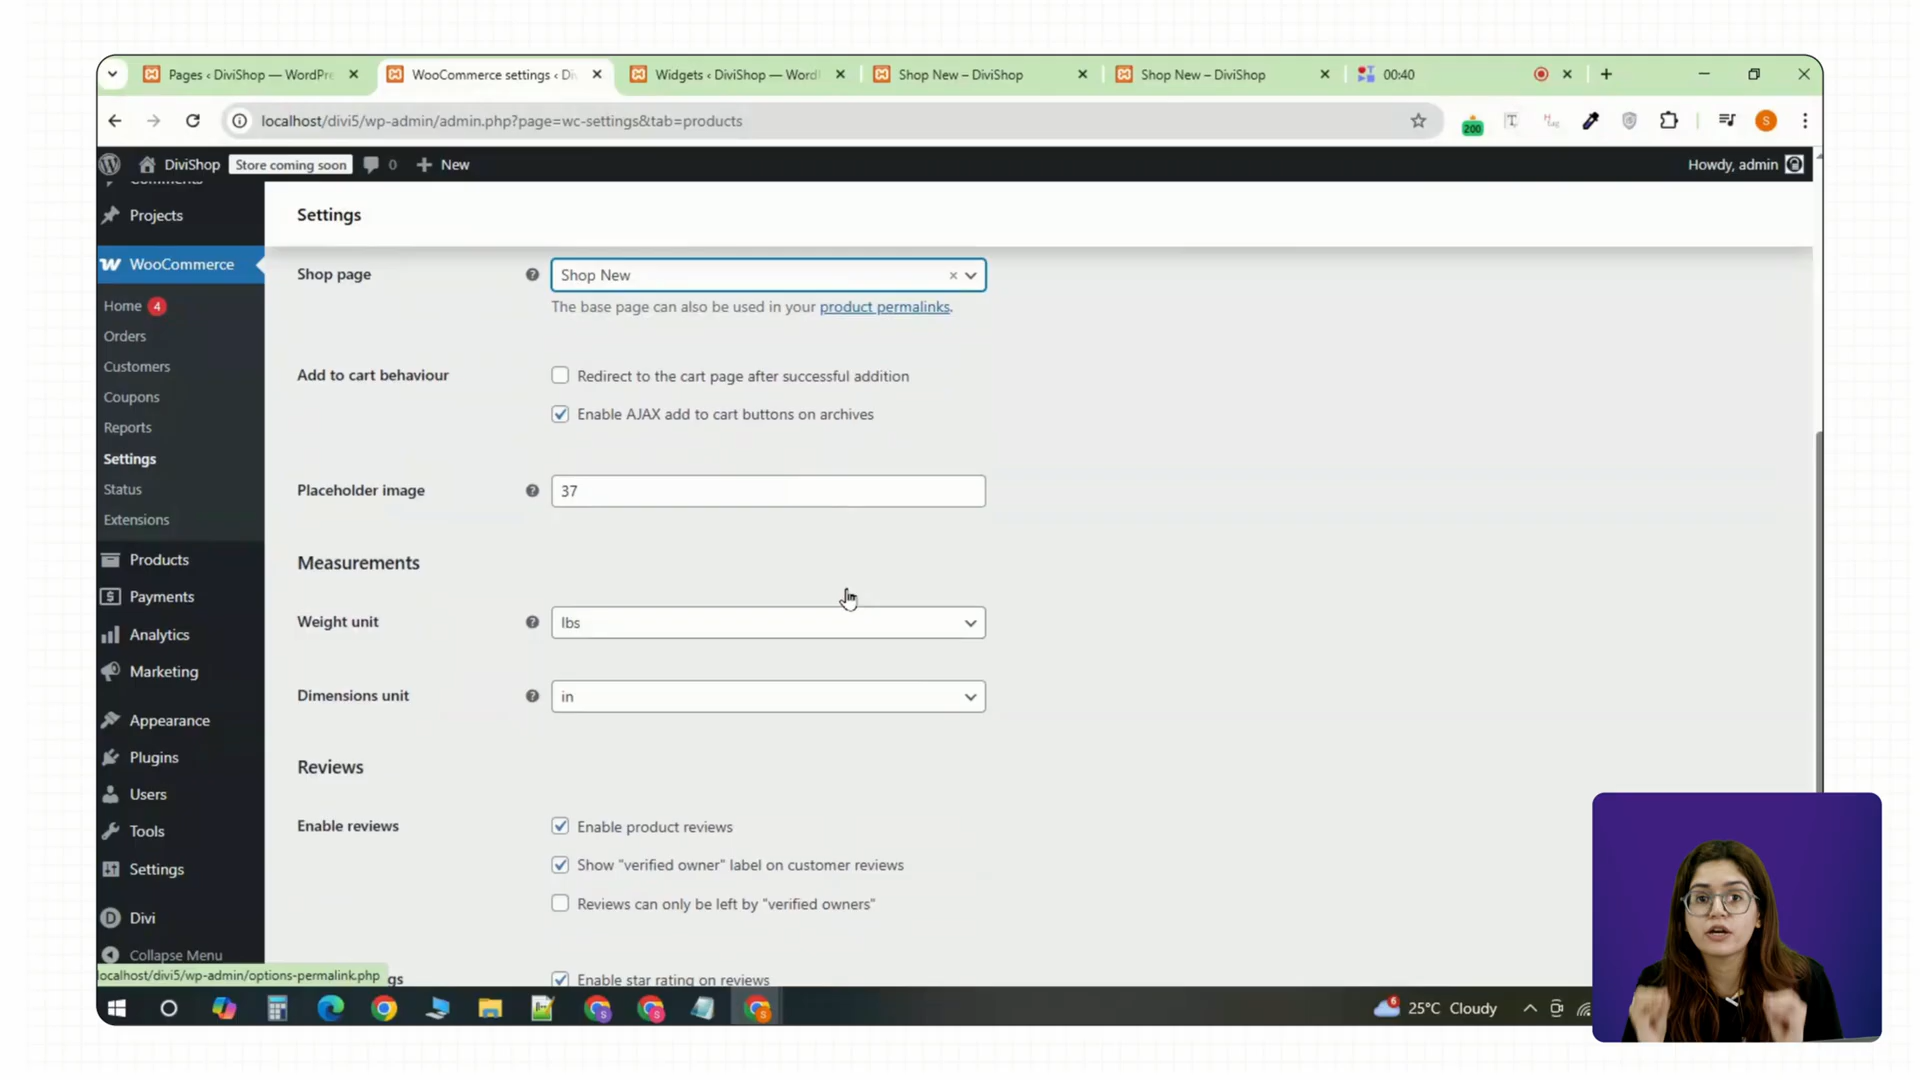 Pages ‹ DiviShop — WordPr
WooCommerce settings ‹ Di
Widgets ‹ DiviShop — Word
Shop New – DiviShop
Shop New – DiviShop
00:40
localhost/divi5/wp-admin/admin.php?page=wc-settings&tab=products
200
S
DiviShop
Store coming soon
0
New
Howdy, admin
Comments
Projects
WooCommerce
Home 4
Orders
Customers
Coupons
Reports
Settings
Status
Extensions
Products
Payments
Analytics
Marketing
Appearance
Plugins
Users
Tools
Settings
Divi
Collapse Menu
Settings
Shop page
Shop New
The base page can also be used in your product permalinks.
Add to cart behaviour
Redirect to the cart page after successful addition
Enable AJAX add to cart buttons on archives
Placeholder image
37
Measurements
Weight unit
lbs
Dimensions unit
in
Reviews
Enable reviews
Enable product reviews
Show "verified owner" label on customer reviews
Reviews can only be left by "verified owners"
gs
Enable star rating on reviews
localhost/divi5/wp-admin/options-permalink.php
25°C Cloudy